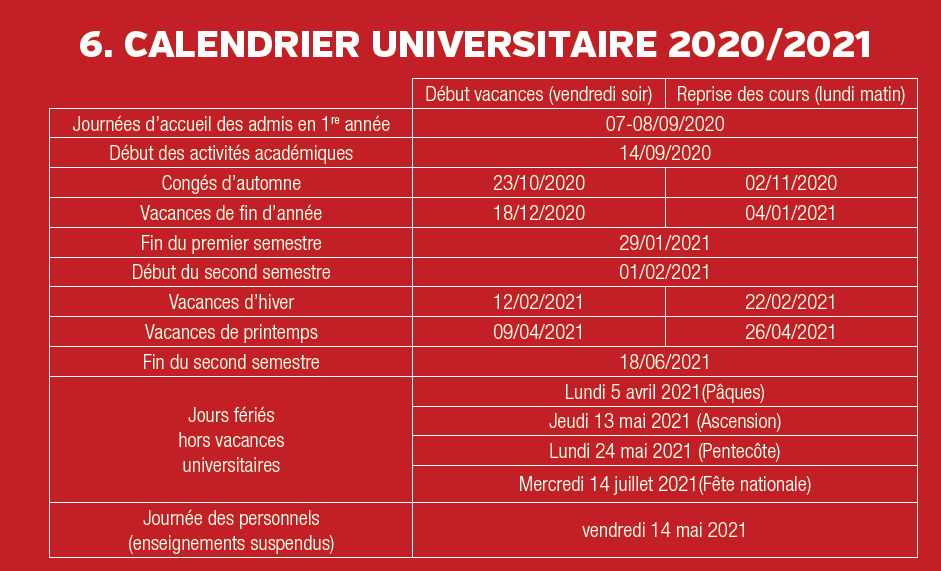 6. CALENDRIER UNIVERSITAIRE 2020/2021
Début vacances (vendredi soir) Reprise des cours (lundi matin)
Journées d’accueil des admis en 1re année 07-08/09/2020
Début des activités académiques 14/09/2020
Congés d’automne 23/10/2020 02/11/2020
Vacances de fin d’année 18/12/2020 04/01/2021
Fin du premier semestre 29/01/2021
Début du second semestre 01/02/2021
Vacances d’hiver 12/02/2021 22/02/2021
Vacances de printemps 09/04/2021 26/04/2021
Fin du second semestre 18/06/2021
Jours fériés
hors vacances
universitaires
Lundi 5 avril 2021(Pâques)
Jeudi 13 mai 2021 (Ascension)
Lundi 24 mai 2021 (Pentecôte)
Mercredi 14 juillet 2021(Fête nationale)
Journée des personnels
(enseignements suspendus)
vendredi 14 mai 2021